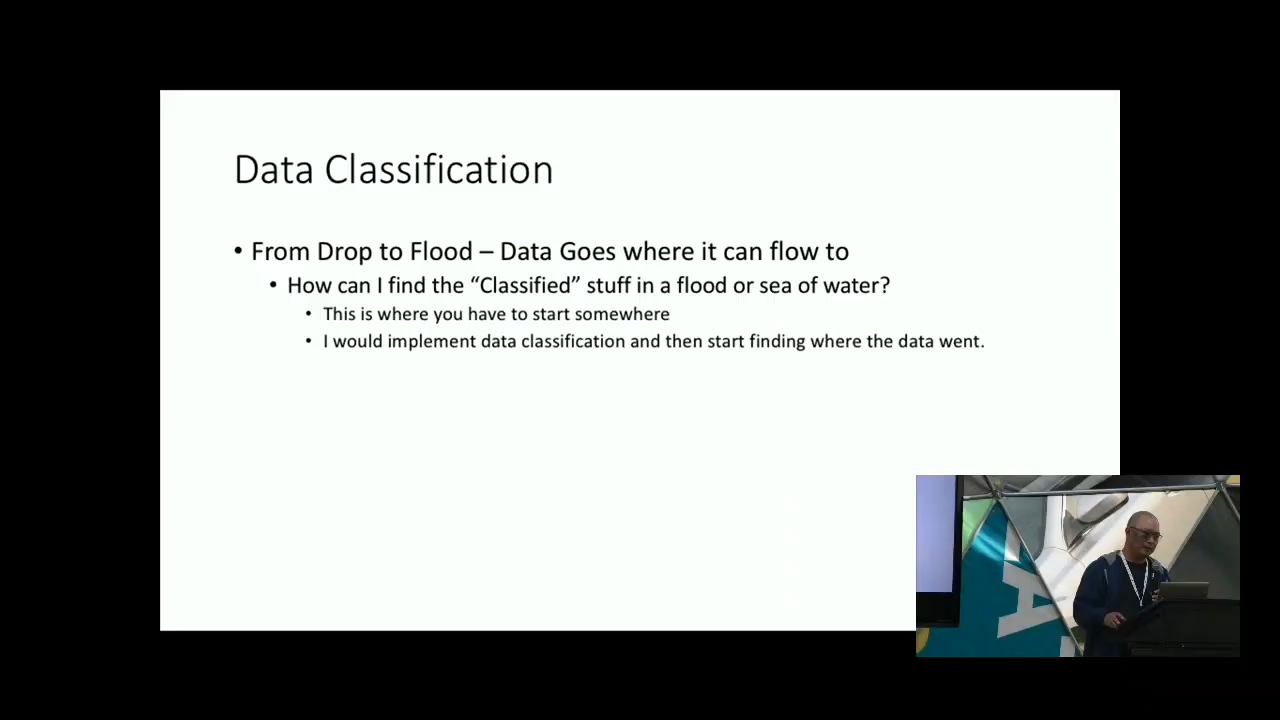 Data Classification
• From Drop to Flood – Data Goes where it can flow to
• How can I find the “Classified” stuff in a flood or sea of water?
• This is where you have to start somewhere
• I would implement data classification and then start finding where the data went.
A